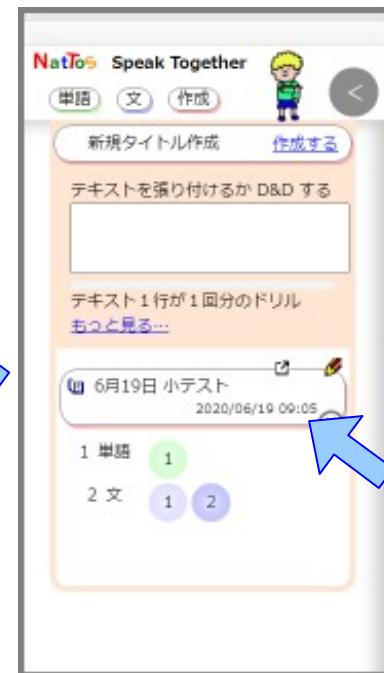 NatToS Speak Together
単語 文 作成
<
新規タイトル作成 作成する
テキストを張り付けるか D&D する
テキスト1行が1回分のドリル
もっと見る…
6月19日 小テスト
2020/06/19 09:05
1 単語 1
2 文 1 2